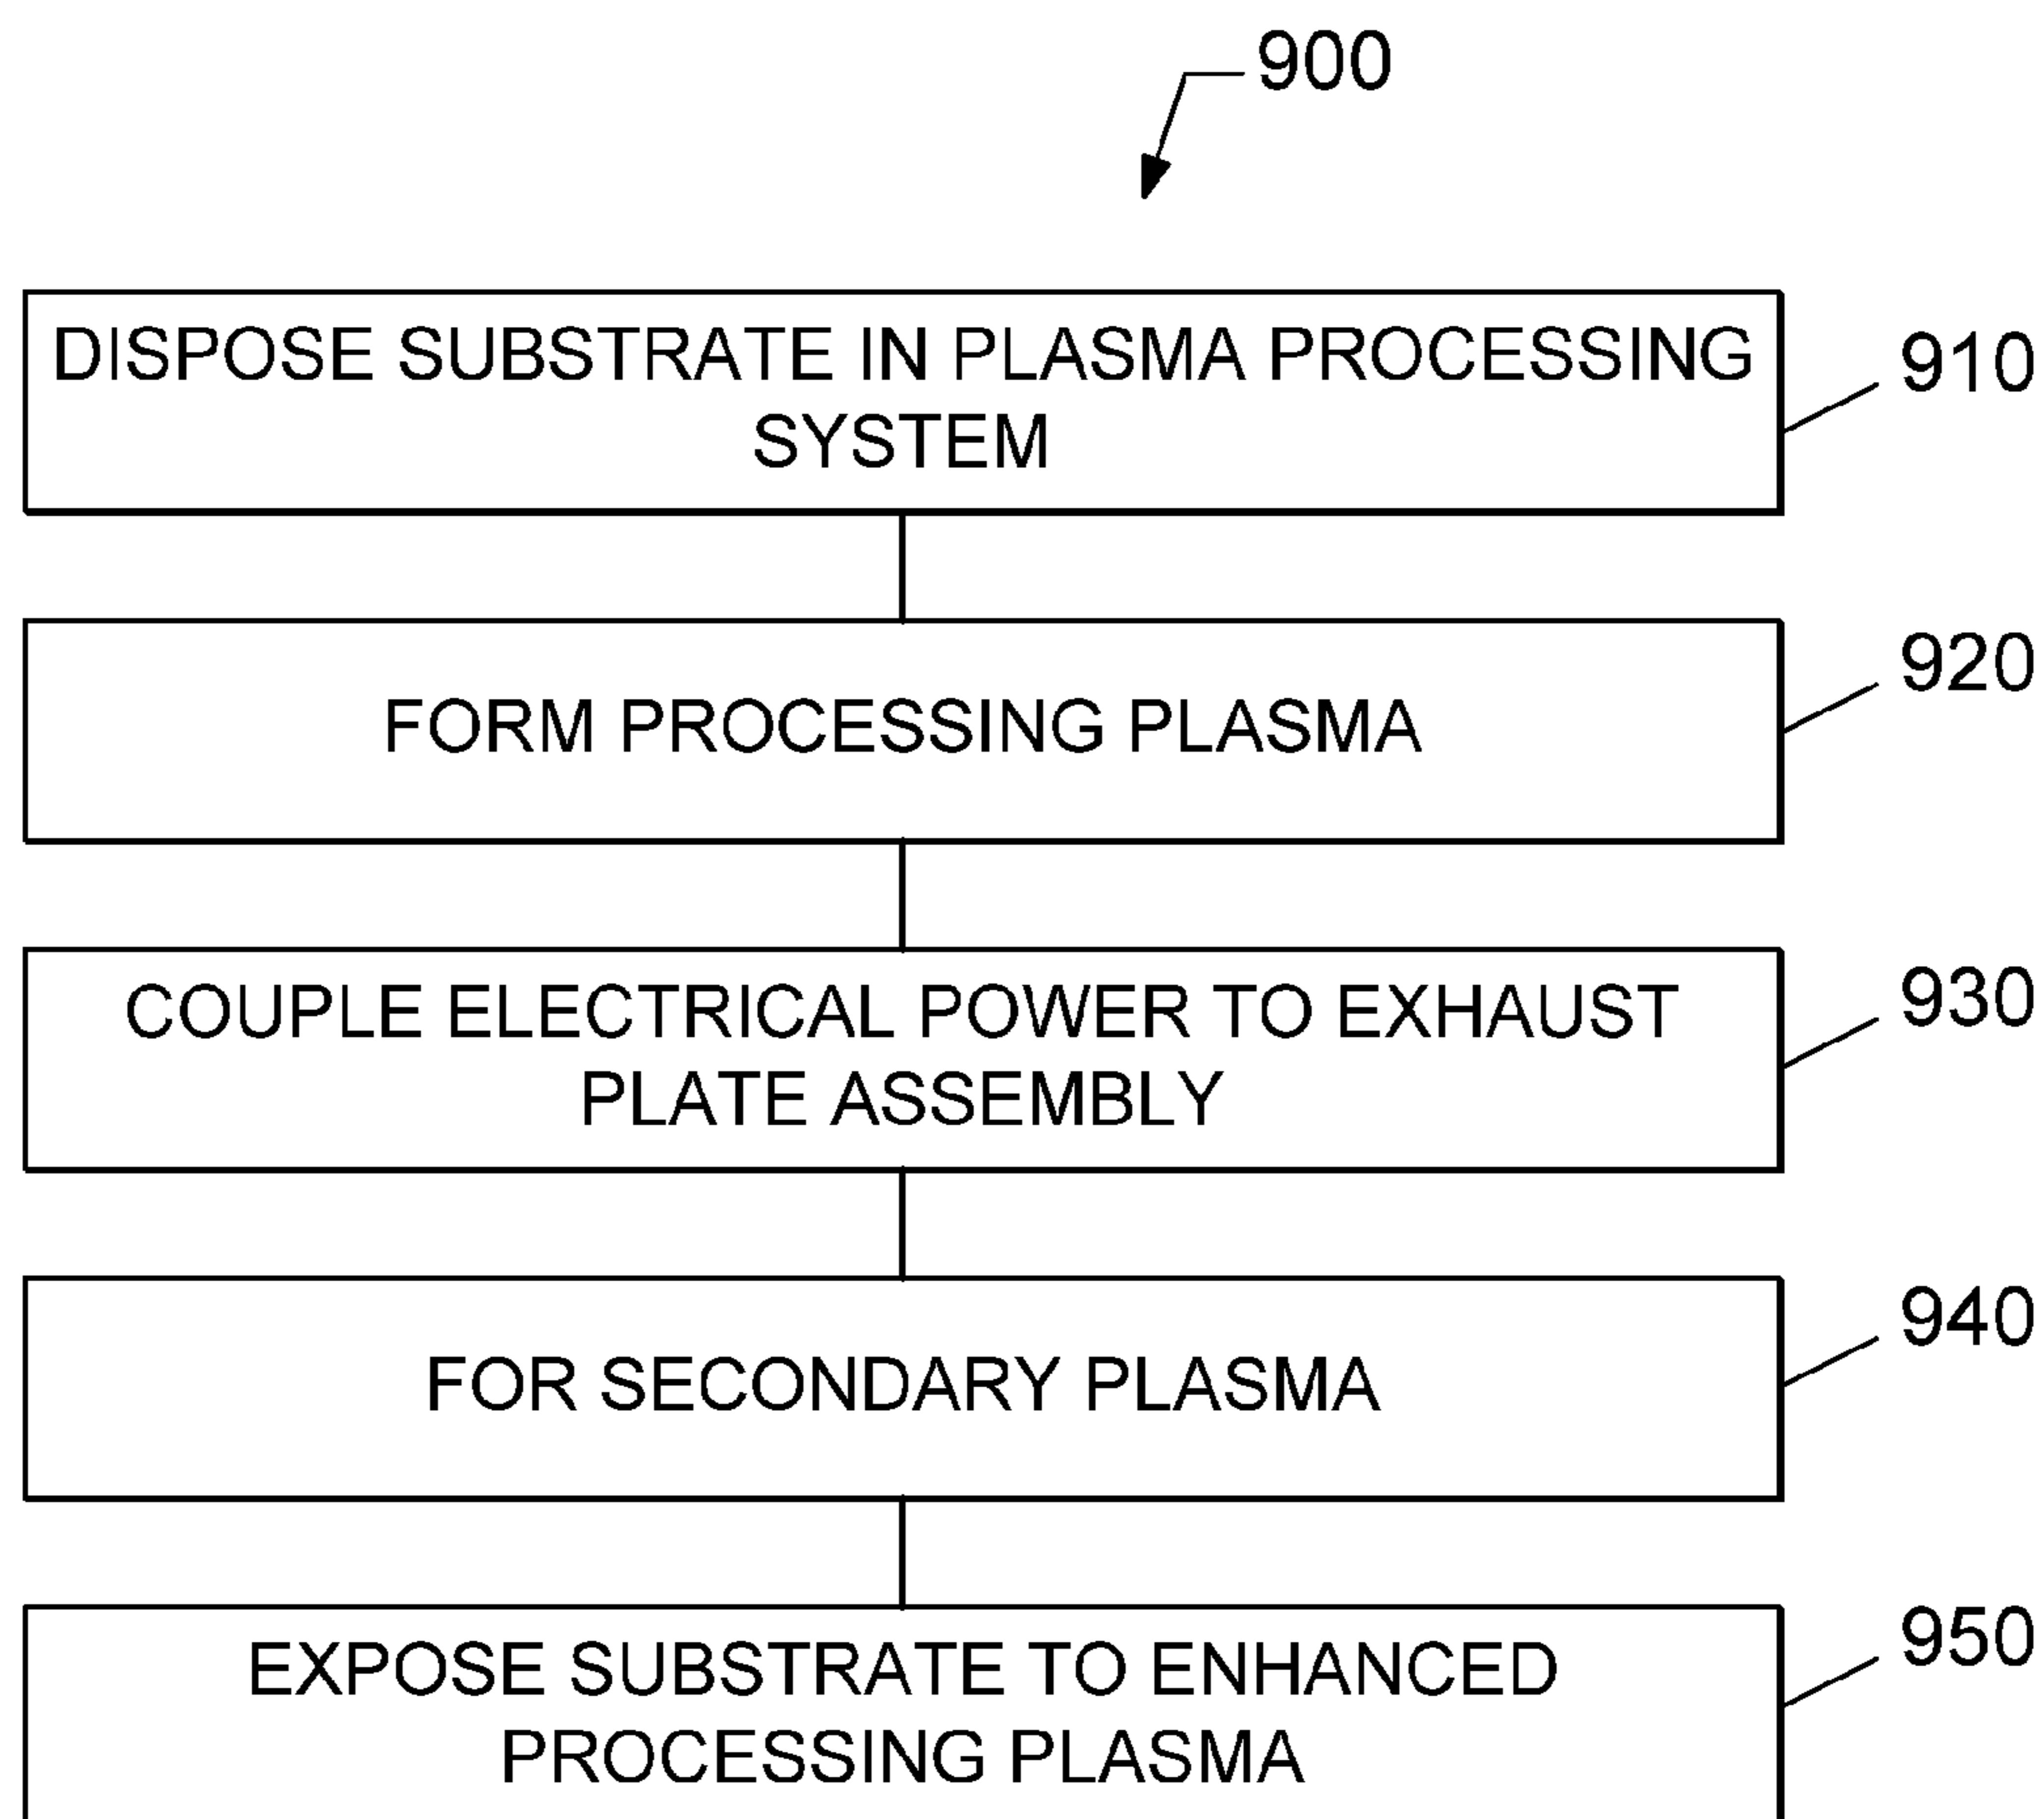 900
DISPOSE SUBSTRATE IN PLASMA PROCESSING
SYSTEM
910
FORM PROCESSING PLASMA
920
COUPLE ELECTRICAL POWER TO EXHAUST
PLATE ASSEMBLY
930
FOR SECONDARY PLASMA
940
EXPOSE SUBSTRATE TO ENHANCED
PROCESSING PLASMA
950